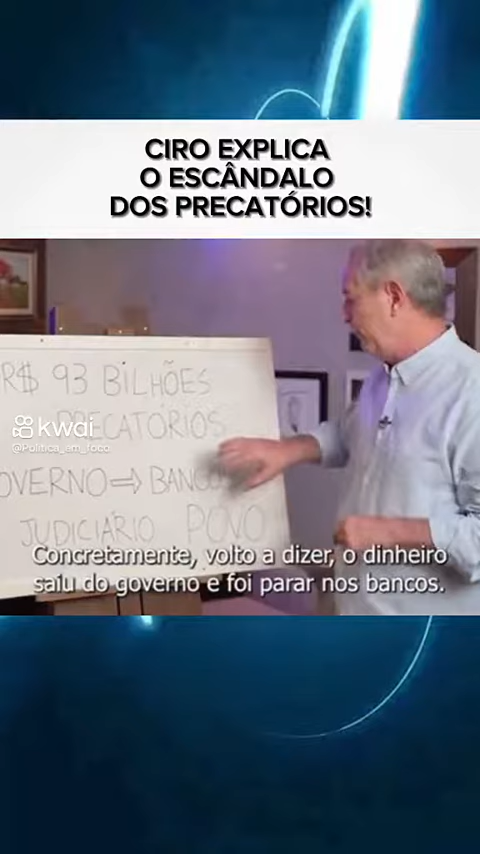 CIRO EXPLICA
O ESCÂNDALO
DOS PRECATÓRIOS!
R$ 93 BILHÕES
PRECATÓRIOS
kwai
@Politica_em_foco
OVERNO ⇒ BANCOS
JUDICIÁRIO POVO
Concretamente, volto a dizer, o dinheiro
saiu do governo e foi parar nos bancos.